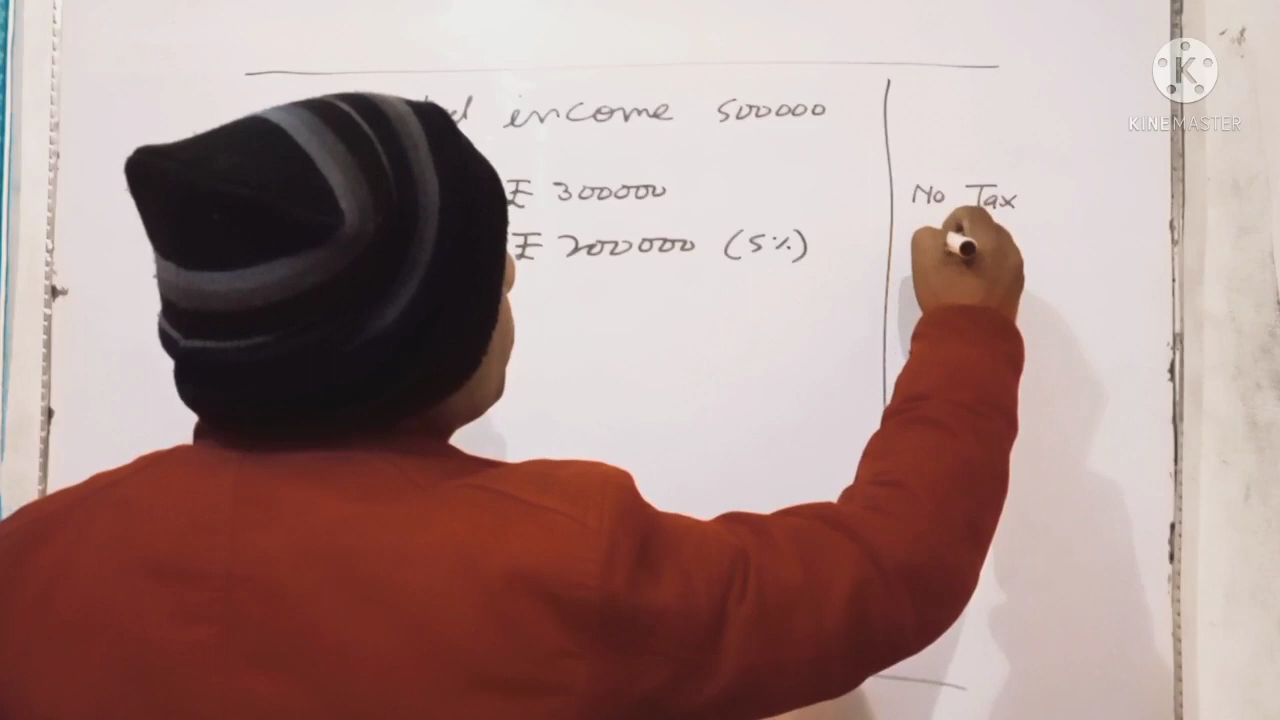 income 500000
₹ 300000 No Tax
₹ 200000 (5%)
K
KINEMASTER